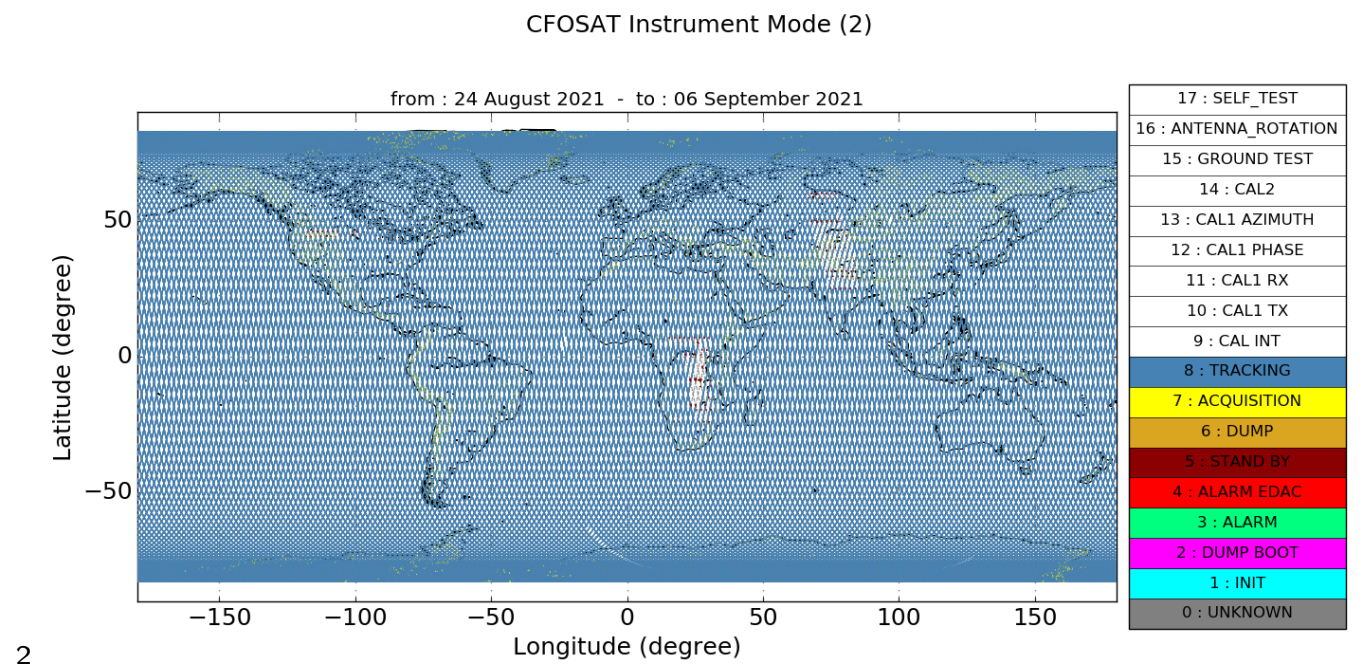 CFOSAT Instrument Mode (2)
from : 24 August 2021  -  to : 06 September 2021
17 : SELF_TEST
16 : ANTENNA_ROTATION
15 : GROUND TEST
14 : CAL2
13 : CAL1 AZIMUTH
12 : CAL1 PHASE
11 : CAL1 RX
10 : CAL1 TX
9 : CAL INT
8 : TRACKING
7 : ACQUISITION
6 : DUMP
5 : STAND BY
4 : ALARM EDAC
3 : ALARM
2 : DUMP BOOT
1 : INIT
0 : UNKNOWN
Latitude (degree)
50
0
−50
−150 −100 −50 0 50 100 150
Longitude (degree)
2